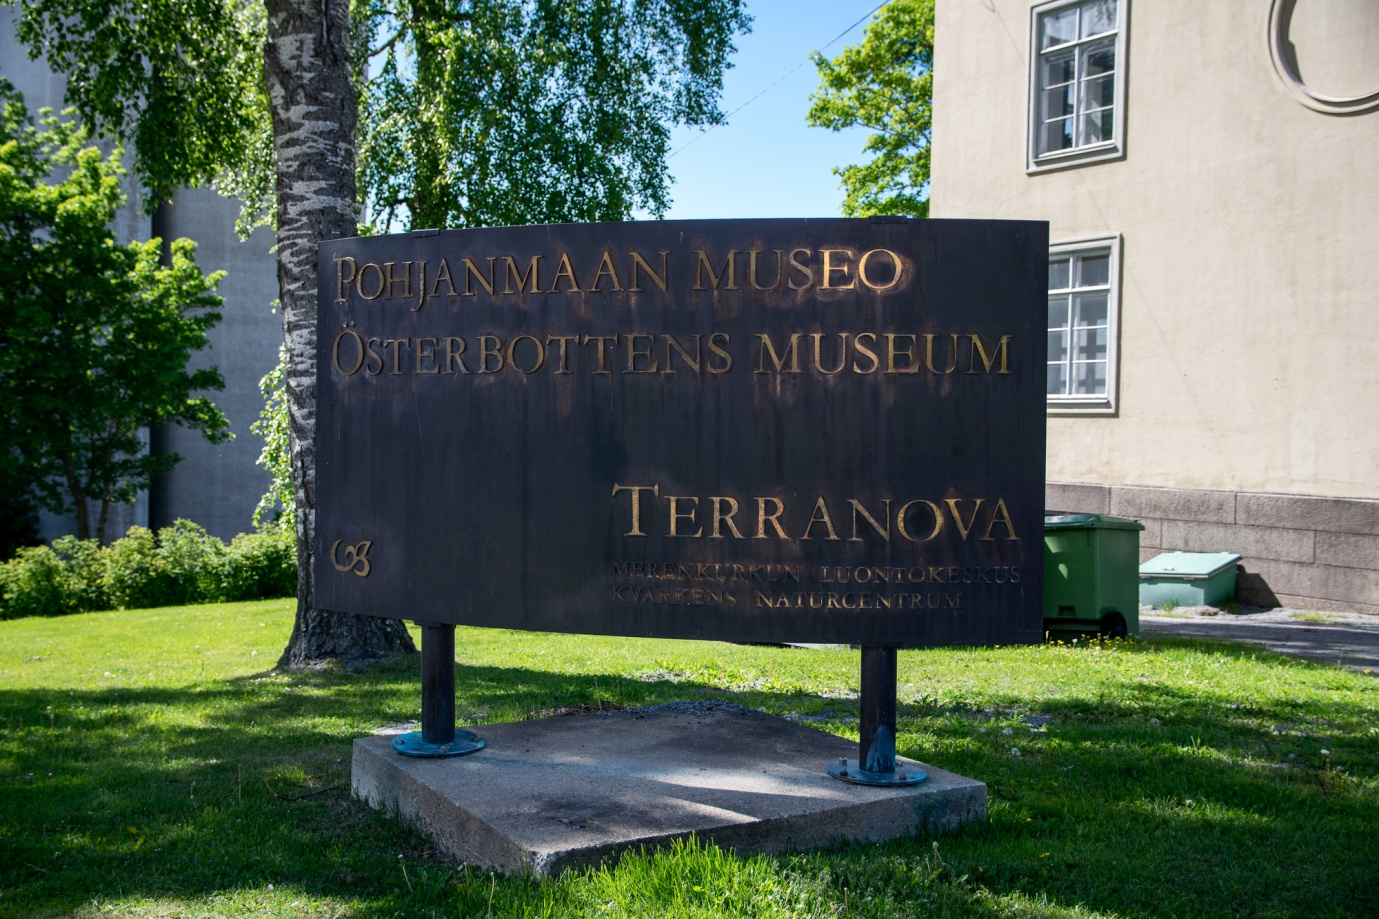 POHJANMAAN MUSEO
ÖSTERBOTTENS MUSEUM
TERRANOVA
MERENKURKUN LUONTOKESKUS
KVARKENS NATURCENTRUM